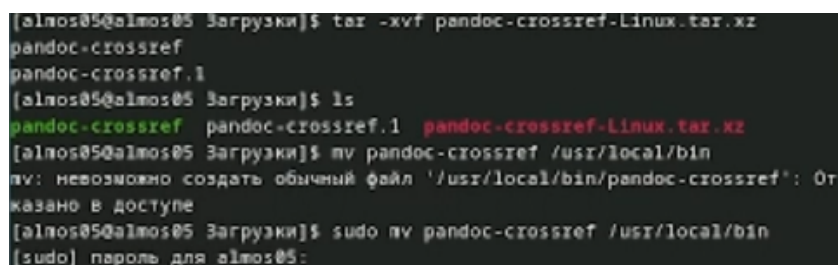 [almos05@almos05 Загрузки]$ tar -xvf pandoc-crossref-Linux.tar.xz
pandoc-crossref
pandoc-crossref.1
[almos05@almos05 Загрузки]$ ls
pandoc-crossref  pandoc-crossref.1  pandoc-crossref-Linux.tar.xz
[almos05@almos05 Загрузки]$ mv pandoc-crossref /usr/local/bin
mv: невозможно создать обычный файл '/usr/local/bin/pandoc-crossref': От
казано в доступе
[almos05@almos05 Загрузки]$ sudo mv pandoc-crossref /usr/local/bin
[sudo] пароль для almos05: